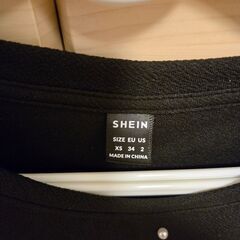 SHEIN
SIZE EU US
XS 34 2
MADE IN CHINA